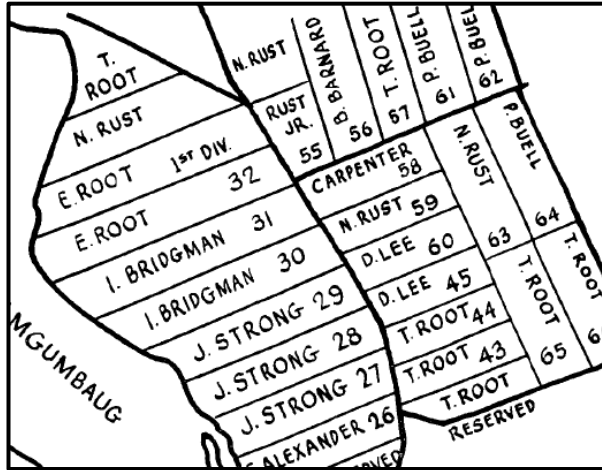 T.
ROOT
N. RUST
E. ROOT 1ST DIV.
E. ROOT 32
I. BRIDGMAN 31
I. BRIDGMAN 30
J. STRONG 29
J. STRONG 28
J. STRONG 27
ALEXANDER 26
MGUMBAUG
N. RUST
RUST
JR.
55
B. BARNARD
56
T. ROOT
57
P. BUELL
61
P. BUEL
62
CARPENTER
58
N. RUST 59
D. LEE 60
D. LEE 45
T. ROOT 44
T. ROOT 43
T. ROOT
RESERVED
N. RUST
63
P. BUELL
64
T. ROOT
65
T. ROOT